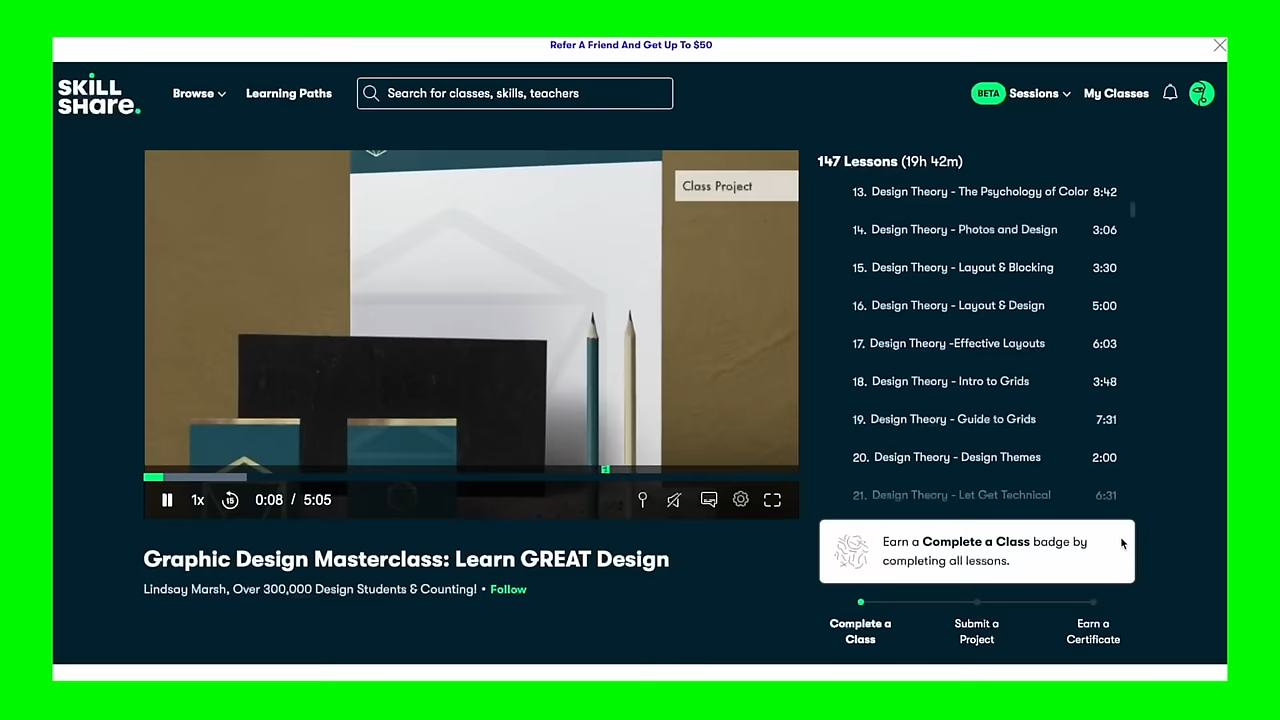 Refer A Friend And Get Up To $50
SKiLL
SHare.
Browse
Learning Paths
Search for classes, skills, teachers
BETA
Sessions
My Classes
Class Project
147 Lessons (19h 42m)
13. Design Theory - The Psychology of Color 8:42
14. Design Theory - Photos and Design 3:06
15. Design Theory - Layout & Blocking 3:30
16. Design Theory - Layout & Design 5:00
17. Design Theory -Effective Layouts 6:03
18. Design Theory - Intro to Grids 3:48
19. Design Theory - Guide to Grids 7:31
20. Design Theory - Design Themes 2:00
21. Design Theory - Let Get Technical 6:31
1x
15
0:08 / 5:05
Graphic Design Masterclass: Learn GREAT Design
Lindsay Marsh, Over 300,000 Design Students & Counting! • Follow
Earn a Complete a Class badge by
completing all lessons.
Complete a
Class
Submit a
Project
Earn a
Certificate